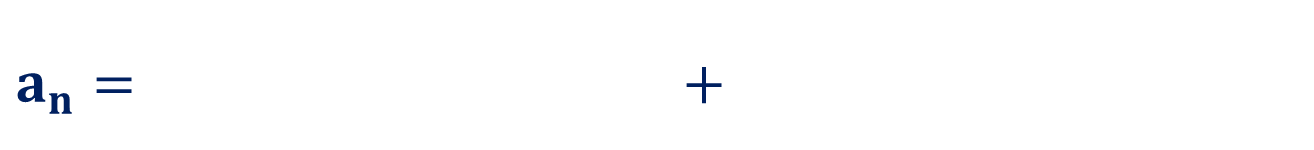 aₙ = +